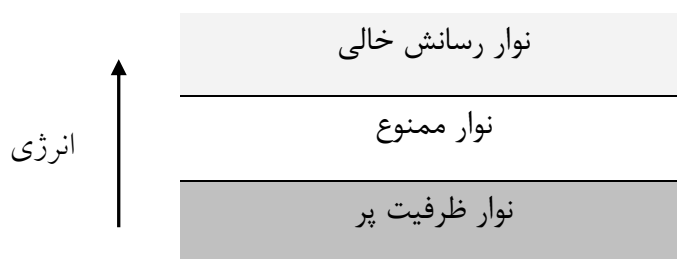 نوار رسانش خالی
نوار ممنوع
انرژی
نوار ظرفیت پر